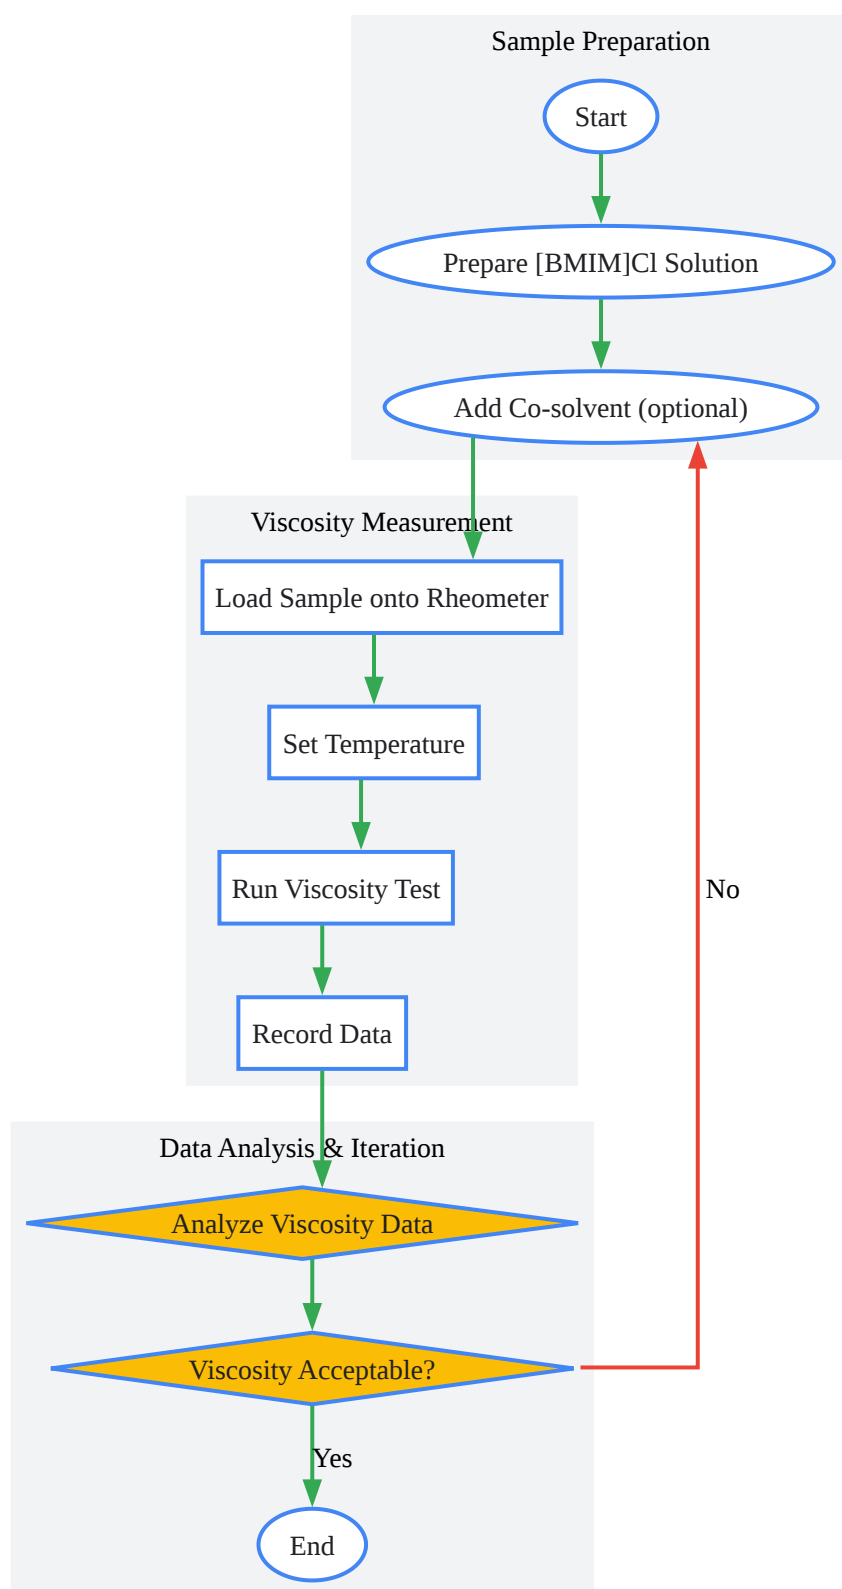 Sample Preparation
Start
Prepare [BMIM]Cl Solution
Add Co-solvent (optional)
Viscosity Measurement
Load Sample onto Rheometer
Set Temperature
Run Viscosity Test
No
Record Data
Data Analysis & Iteration
Analyze Viscosity Data
Viscosity Acceptable?
Yes
End